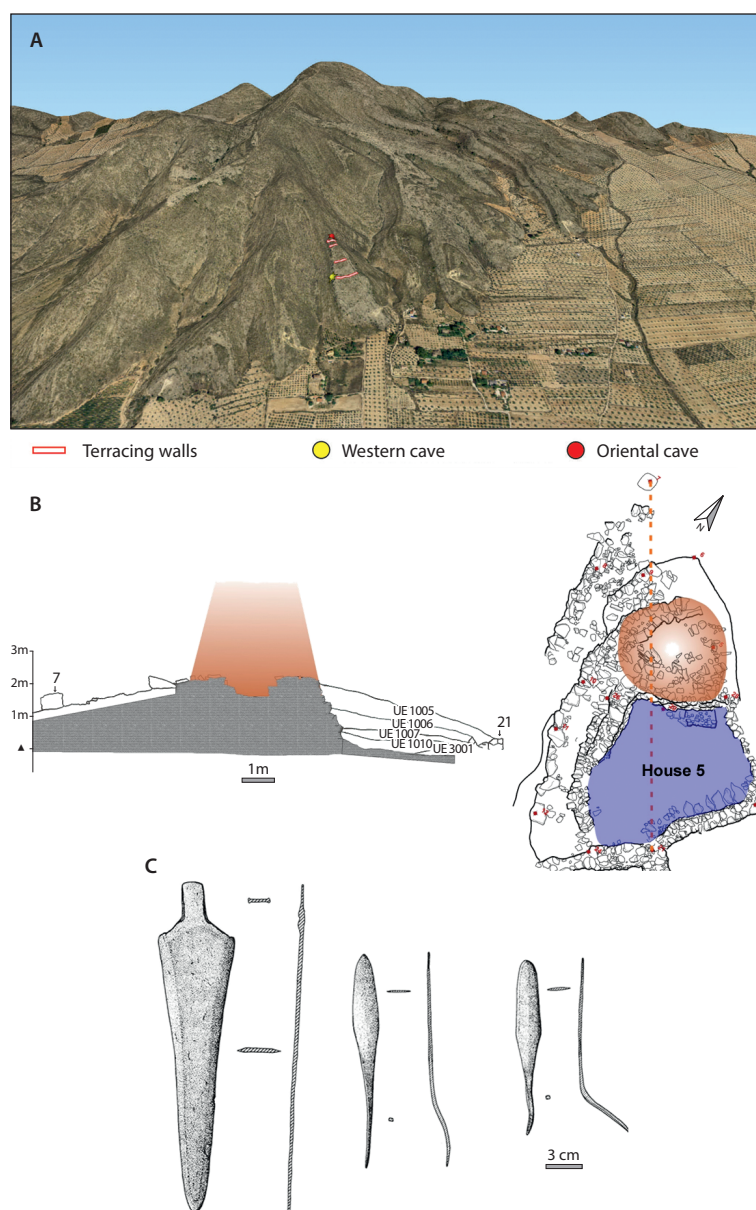 A
Terracing walls
Western cave
Oriental cave
B
3m
2m
1m
7
UE 1005
UE 1006
UE 1007
UE 1010
UE 3001
21
1m
N
House 5
C
3 cm